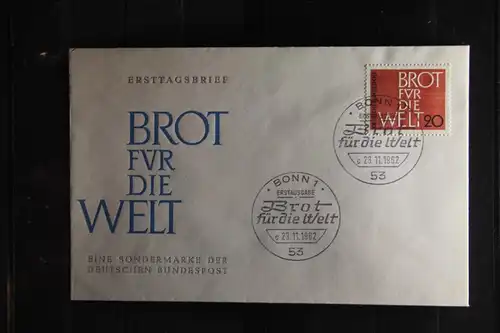 ERSTTAGSBRIEF
BROT
FVR
DIE
WELT
EINE SONDERMARKE DER
DEUTSCHEN BUNDESPOST
BROT
FVR
DIE
WELT
20
BONN 1
Brot
für die Welt
c 23.11.1962
53
BONN 1
ERSTAUSGABE
Brot
für die Welt
c 23.11.1962
53